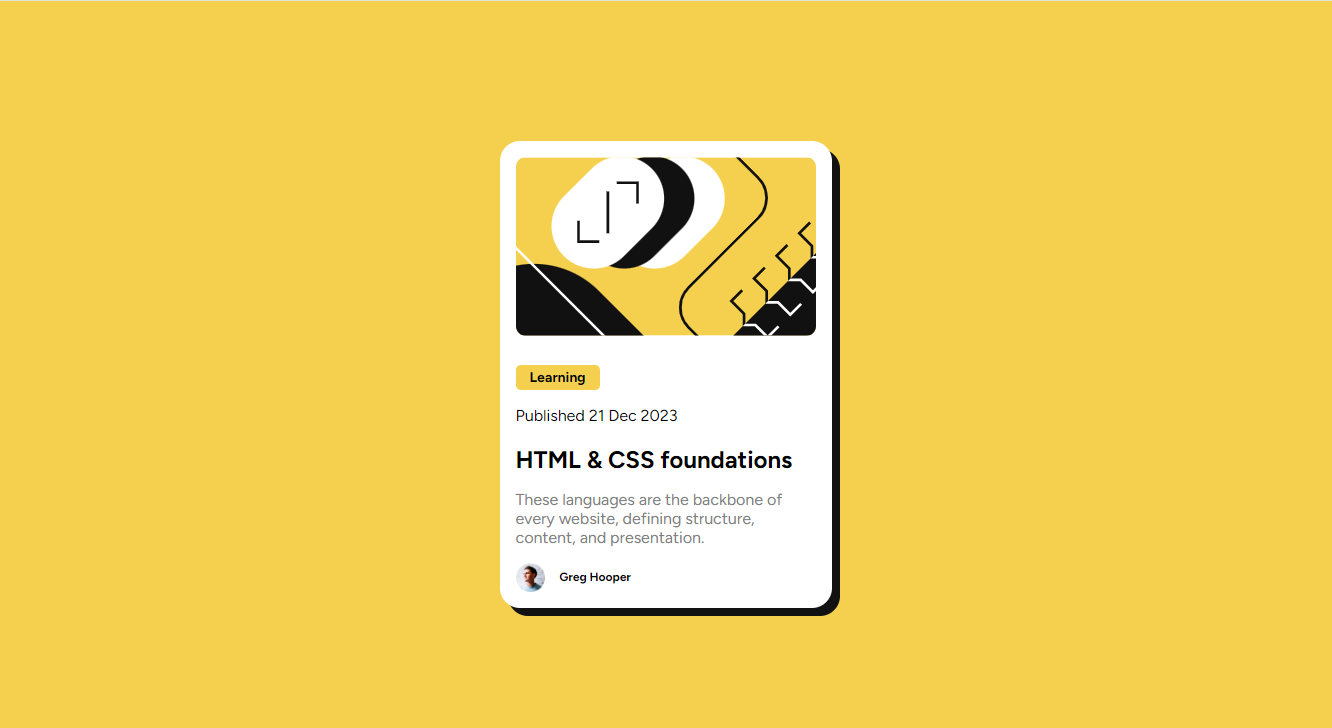 Learning
Published 21 Dec 2023
HTML & CSS foundations
These languages are the backbone of
every website, defining structure,
content, and presentation.
Greg Hooper